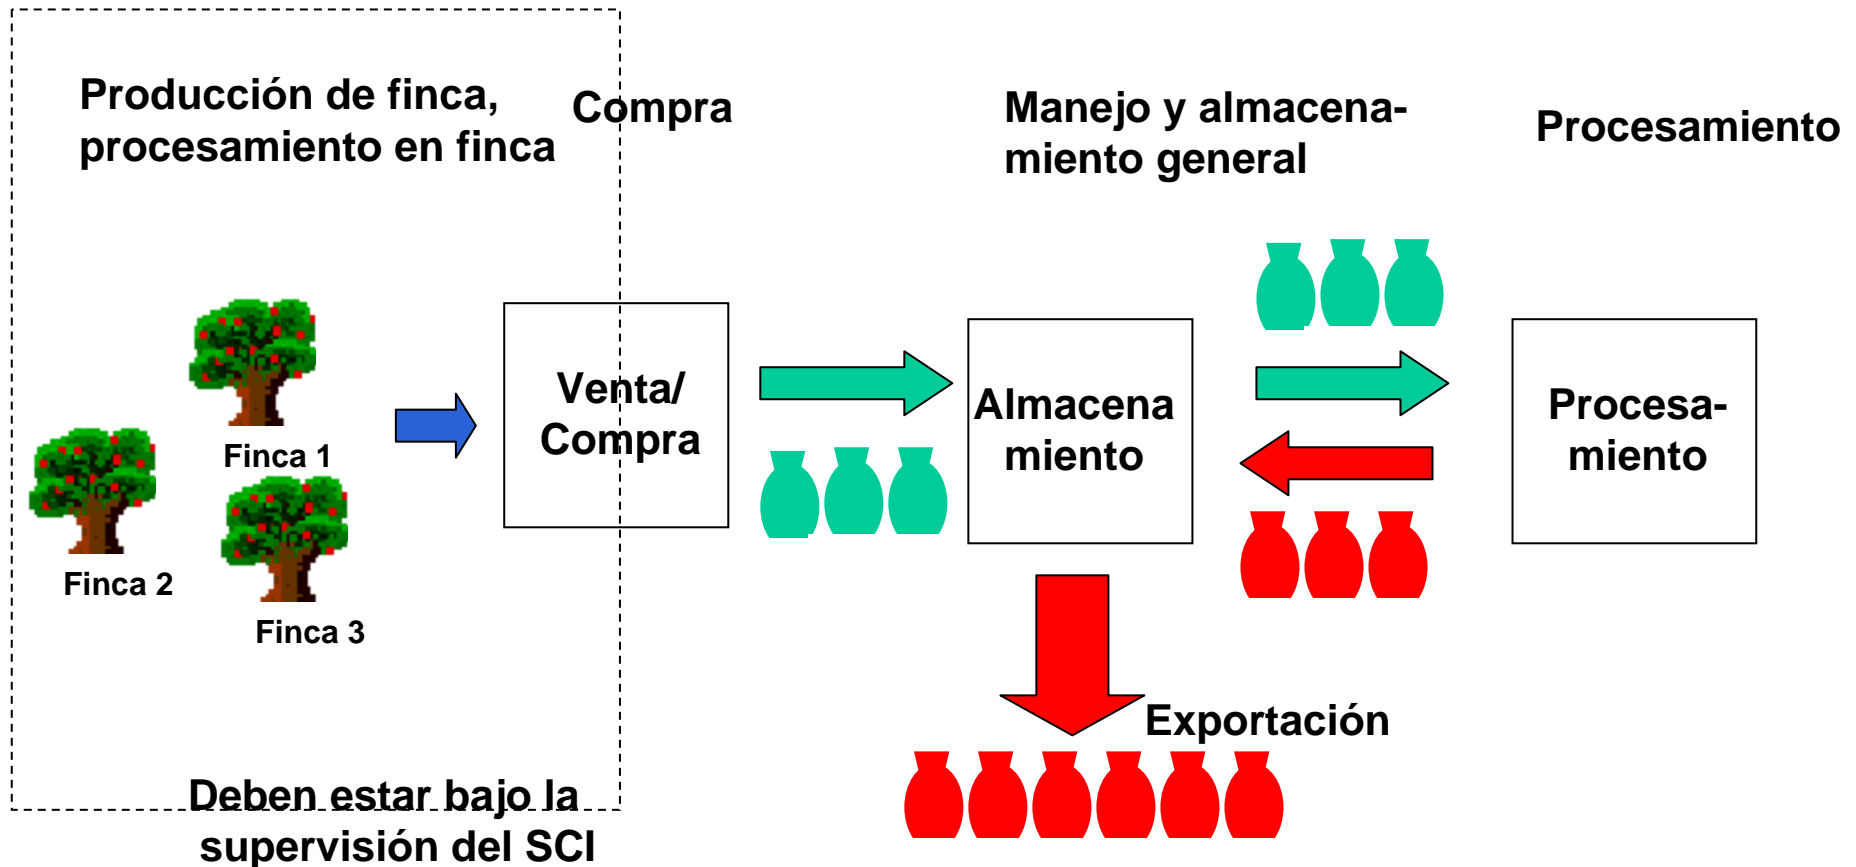 Producción de finca,
procesamiento en finca
Compra
Manejo y almacena-
miento general
Procesamiento
Finca 1
Finca 2
Finca 3
Venta/
Compra
Almacena
miento
Procesa-
miento
Exportación
Deben estar bajo la
supervisión del SCI